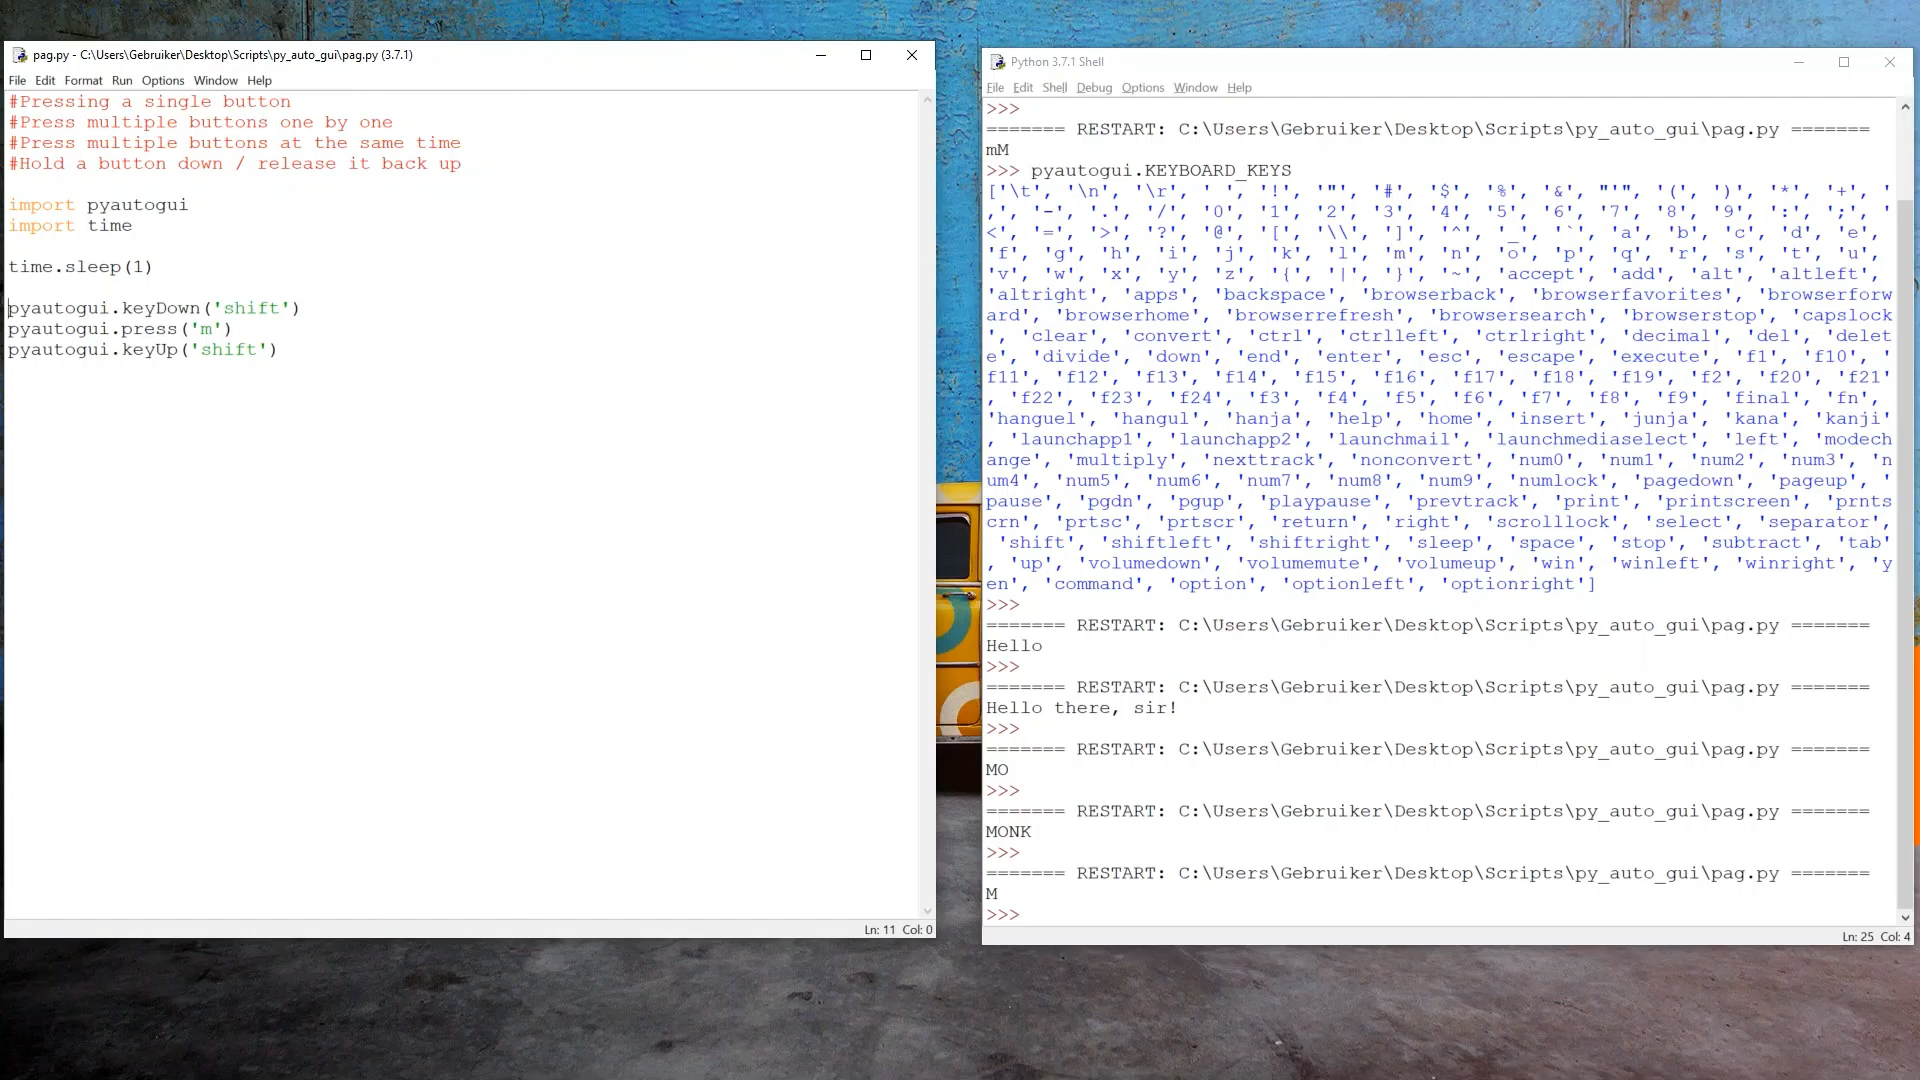 pag.py - C:\Users\Gebruiker\Desktop\Scripts\py_auto_gui\pag.py (3.7.1)
File Edit Format Run Options Window Help
#Pressing a single button
#Press multiple buttons one by one
#Press multiple buttons at the same time
#Hold a button down / release it back up
import pyautogui
import time
time.sleep(1)
pyautogui.keyDown('shift')
pyautogui.press('m')
pyautogui.keyUp('shift')
Ln: 11 Col: 0
Python 3.7.1 Shell
File Edit Shell Debug Options Window Help
>>>
======= RESTART: C:\Users\Gebruiker\Desktop\Scripts\py_auto_gui\pag.py =======
mM
>>> pyautogui.KEYBOARD_KEYS
['\t', '\n', '\r', ' ', '!', '"', '#', '$', '%', '&', "'", '(', ')', '*', '+', '
,', '-', '.', '/', '0', '1', '2', '3', '4', '5', '6', '7', '8', '9', ':', ';', '
<', '=', '>', '?', '@', '[', '\\', ']', '^', '_', '`', 'a', 'b', 'c', 'd', 'e',
'f', 'g', 'h', 'i', 'j', 'k', 'l', 'm', 'n', 'o', 'p', 'q', 'r', 's', 't', 'u',
'v', 'w', 'x', 'y', 'z', '{', '|', '}', '~', 'accept', 'add', 'alt', 'altleft',
'altright', 'apps', 'backspace', 'browserback', 'browserfavorites', 'browserforw
ard', 'browserhome', 'browserrefresh', 'browsersearch', 'browserstop', 'capslock
', 'clear', 'convert', 'ctrl', 'ctrlleft', 'ctrlright', 'decimal', 'del', 'delet
e', 'divide', 'down', 'end', 'enter', 'esc', 'escape', 'execute', 'f1', 'f10', '
f11', 'f12', 'f13', 'f14', 'f15', 'f16', 'f17', 'f18', 'f19', 'f2', 'f20', 'f21'
, 'f22', 'f23', 'f24', 'f3', 'f4', 'f5', 'f6', 'f7', 'f8', 'f9', 'final', 'fn',
'hanguel', 'hangul', 'hanja', 'help', 'home', 'insert', 'junja', 'kana', 'kanji'
, 'launchapp1', 'launchapp2', 'launchmail', 'launchmediaselect', 'left', 'modech
ange', 'multiply', 'nexttrack', 'nonconvert', 'num0', 'num1', 'num2', 'num3', 'n
um4', 'num5', 'num6', 'num7', 'num8', 'num9', 'numlock', 'pagedown', 'pageup', '
pause', 'pgdn', 'pgup', 'playpause', 'prevtrack', 'print', 'printscreen', 'prnts
crn', 'prtsc', 'prtscr', 'return', 'right', 'scrolllock', 'select', 'separator',
'shift', 'shiftleft', 'shiftright', 'sleep', 'space', 'stop', 'subtract', 'tab'
, 'up', 'volumedown', 'volumemute', 'volumeup', 'win', 'winleft', 'winright', 'y
en', 'command', 'option', 'optionleft', 'optionright']
>>>
======= RESTART: C:\Users\Gebruiker\Desktop\Scripts\py_auto_gui\pag.py =======
Hello
>>>
======= RESTART: C:\Users\Gebruiker\Desktop\Scripts\py_auto_gui\pag.py =======
Hello there, sir!
>>>
======= RESTART: C:\Users\Gebruiker\Desktop\Scripts\py_auto_gui\pag.py =======
MO
>>>
======= RESTART: C:\Users\Gebruiker\Desktop\Scripts\py_auto_gui\pag.py =======
MONK
>>>
======= RESTART: C:\Users\Gebruiker\Desktop\Scripts\py_auto_gui\pag.py =======
M
>>>
Ln: 25 Col: 4